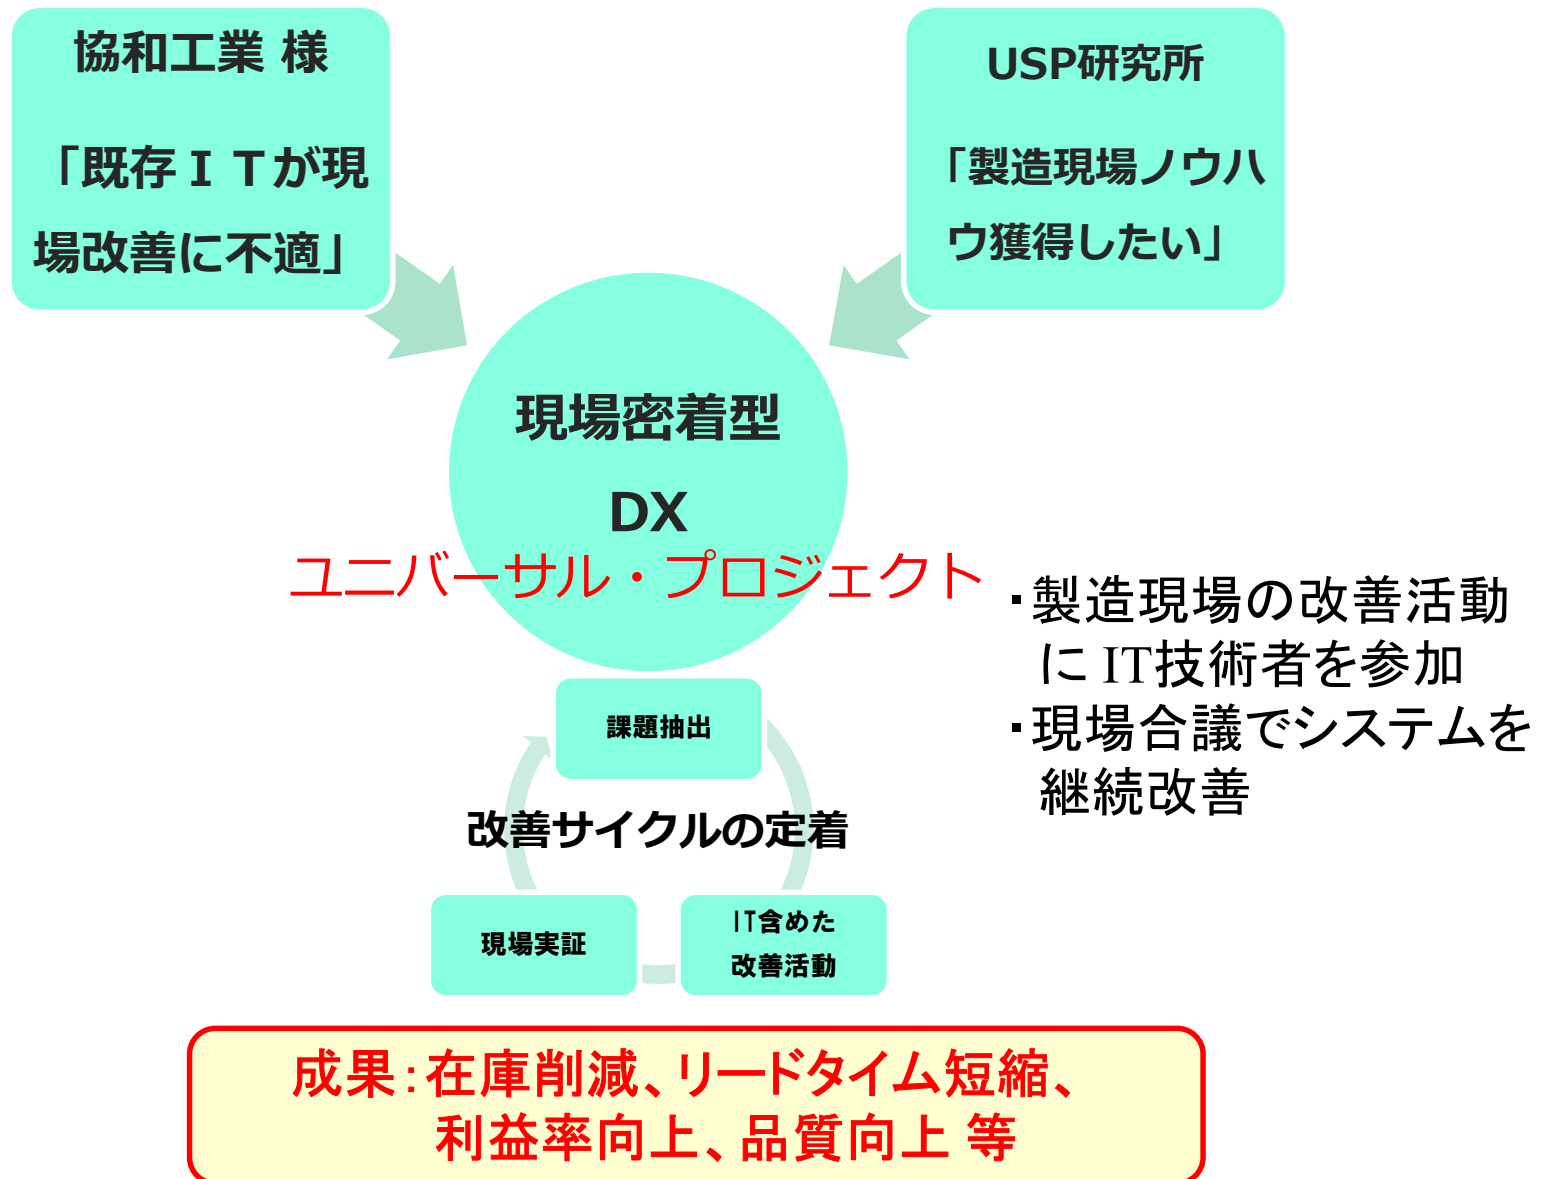 協和工業 様
「既存ＩＴが現
場改善に不適」
USP研究所
「製造現場ノウハ
ウ獲得したい」
現場密着型
DX
ユニバーサル・プロジェクト
・製造現場の改善活動
に IT技術者を参加
・現場合議でシステムを
継続改善
課題抽出
改善サイクルの定着
現場実証
IT含めた
改善活動
成果：在庫削減、リードタイム短縮、
利益率向上、品質向上 等